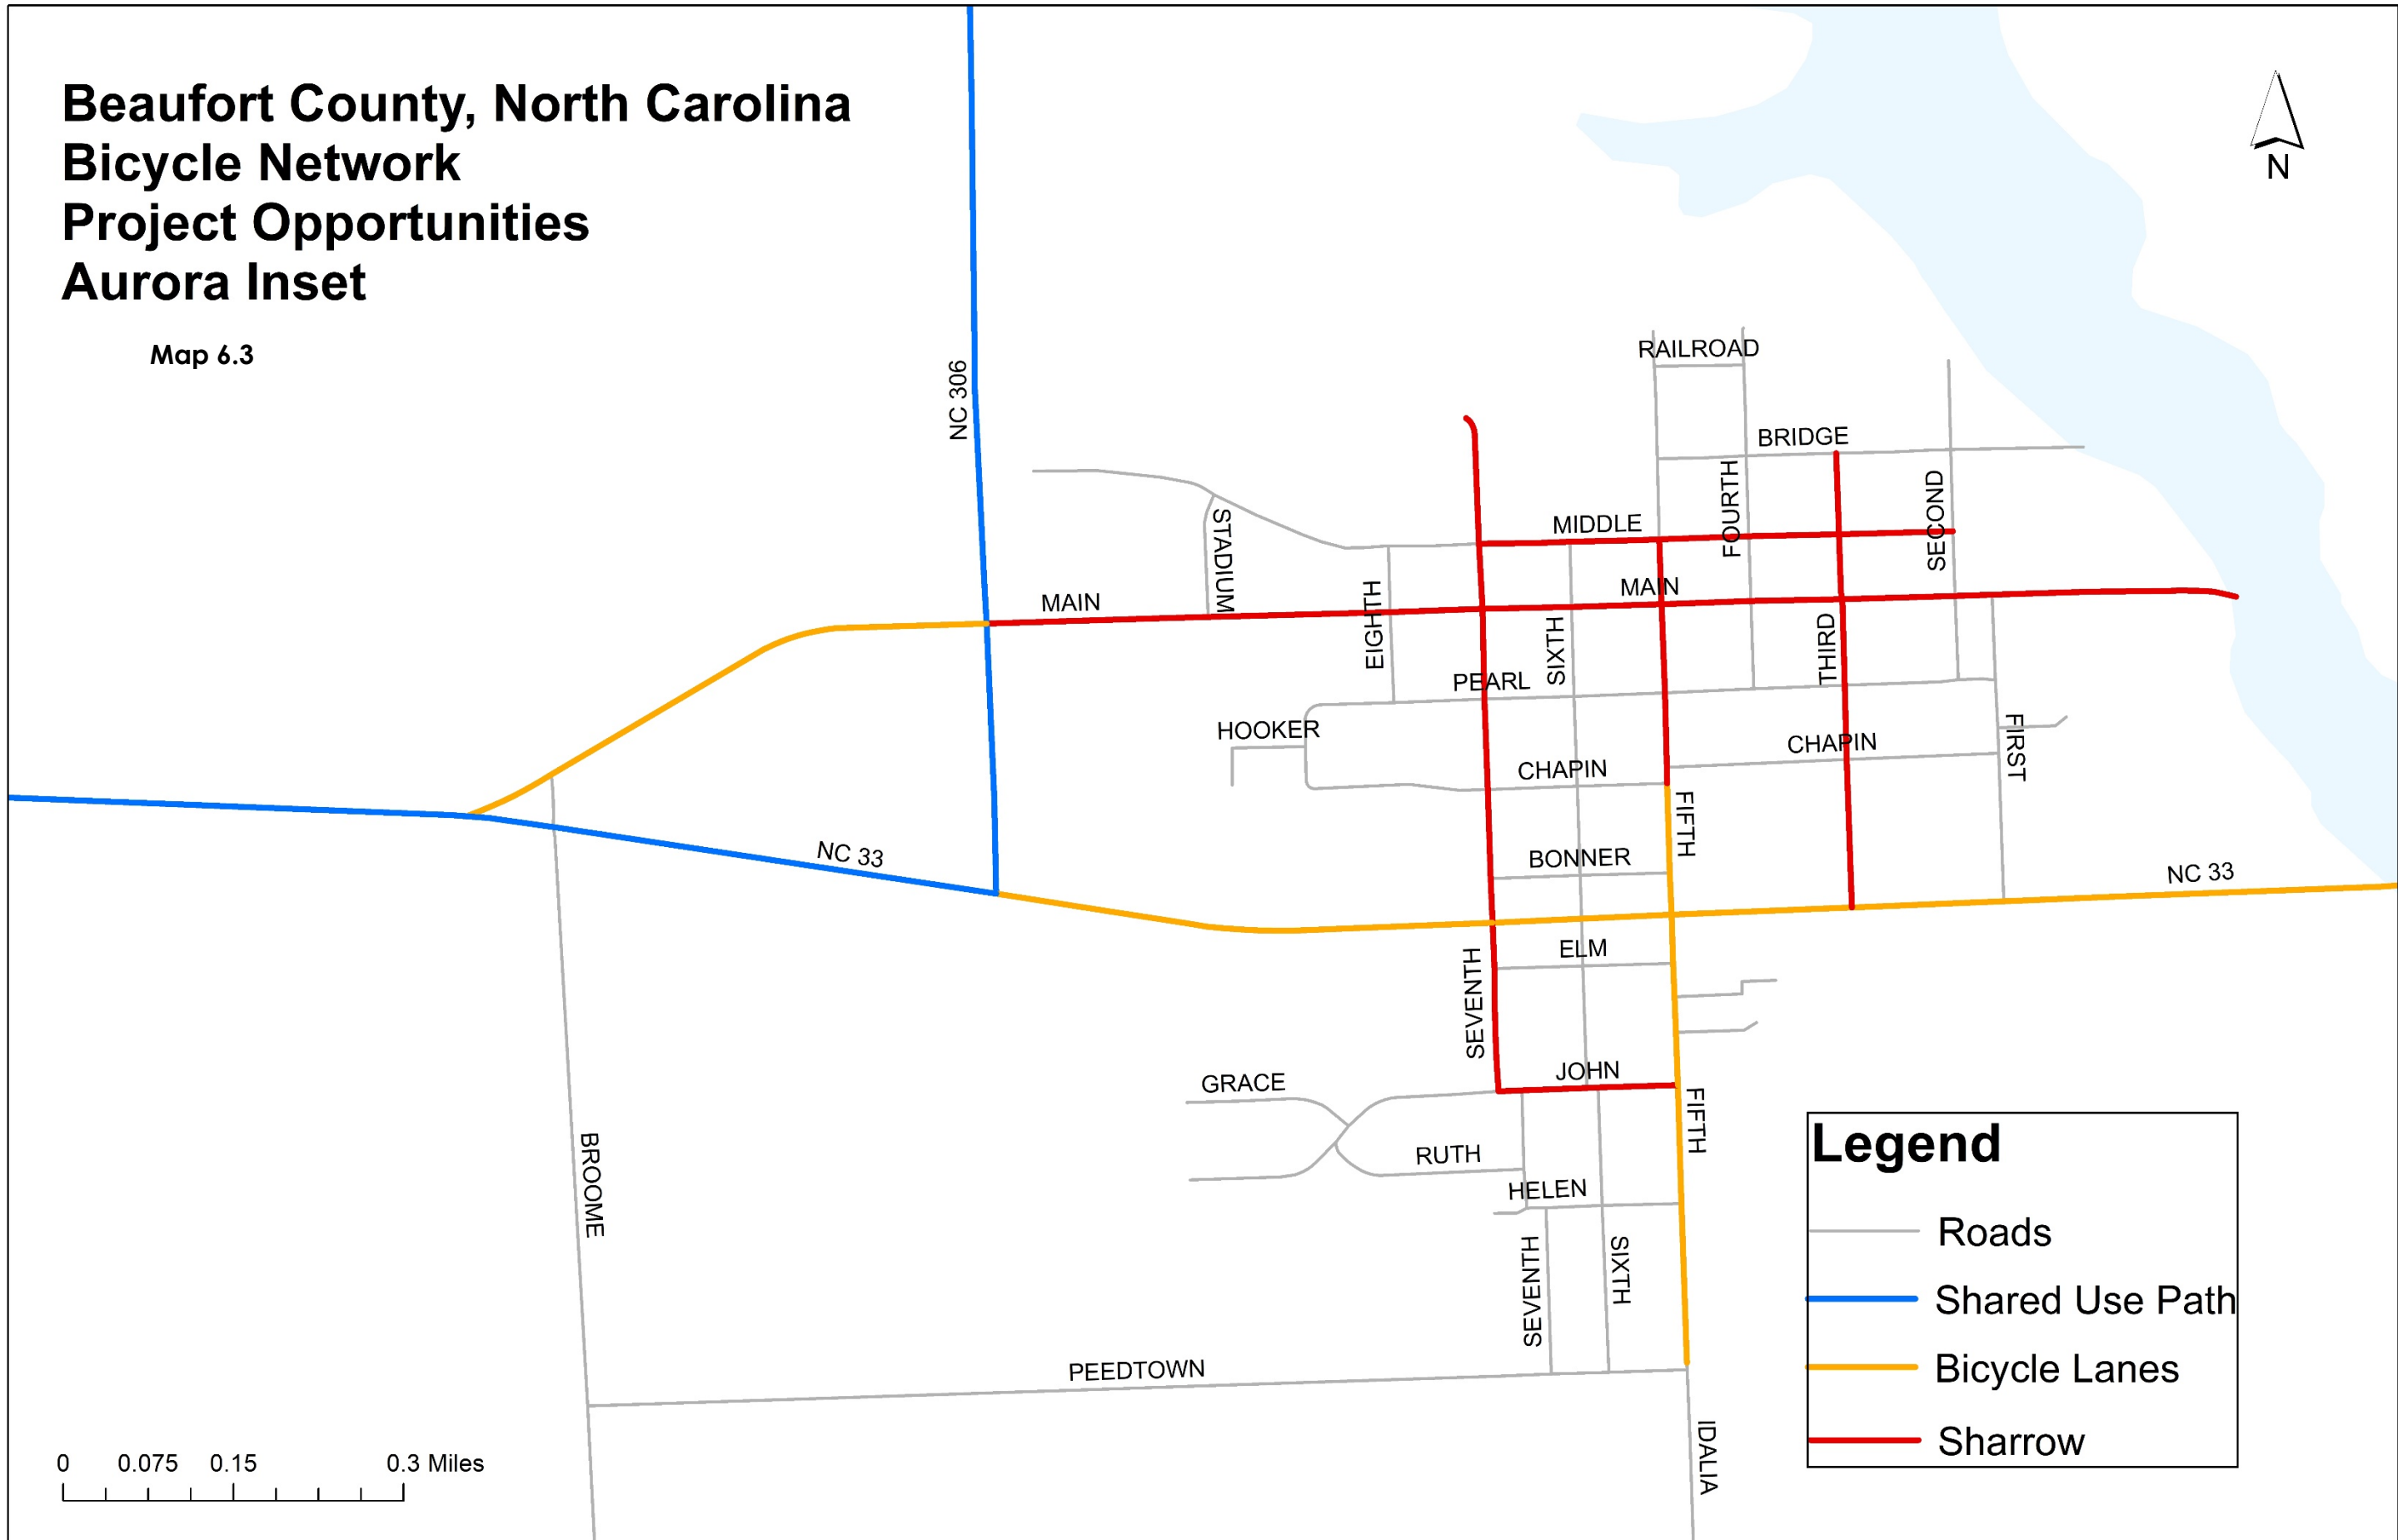 Beaufort County, North Carolina
Bicycle Network
Project Opportunities
Aurora Inset
Map 6.3
N
NC 306
RAILROAD
BRIDGE
FOURTH
SECOND
MIDDLE
STADIUM
MAIN
MAIN
EIGHTH
SIXTH
THIRD
PEARL
HOOKER
FIRST
CHAPIN
CHAPIN
FIFTH
NC 33
BONNER
NC 33
ELM
SEVENTH
JOHN
GRACE
FIFTH
BROOME
RUTH
HELEN
SEVENTH
SIXTH
PEEDTOWN
IDALIA
Legend
Roads
Shared Use Path
Bicycle Lanes
Sharrow
0 0.075 0.15 0.3 Miles